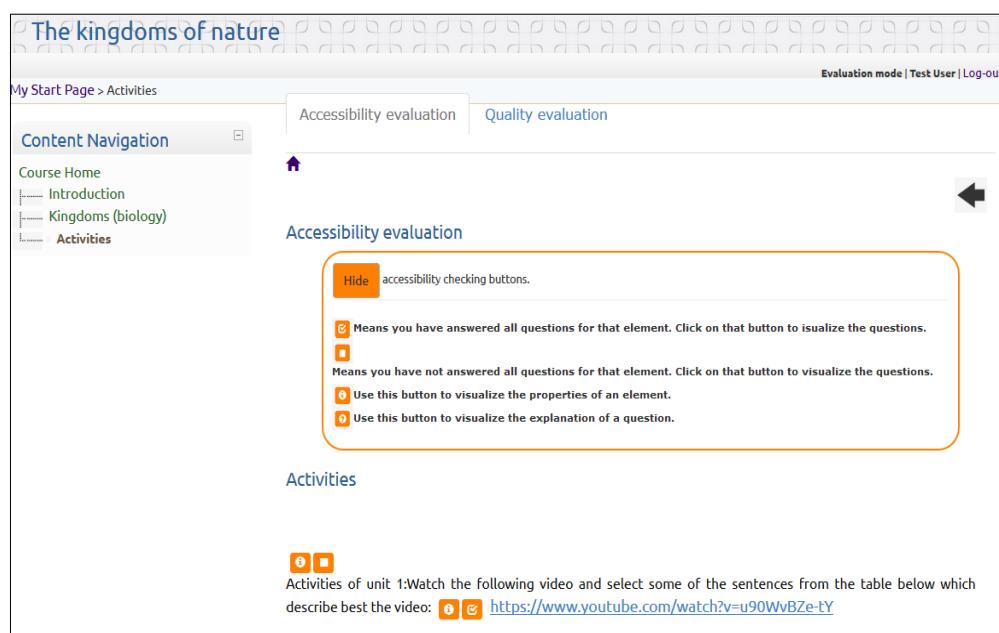 The kingdoms of nature
Evaluation mode | Test User | Log-ou
My Start Page > Activities
Accessibility evaluation
Quality evaluation
Content Navigation
Course Home
Introduction
Kingdoms (biology)
Activities
Accessibility evaluation
Hide accessibility checking buttons.
Means you have answered all questions for that element. Click on that button to isualize the questions.
Means you have not answered all questions for that element. Click on that button to visualize the questions.
Use this button to visualize the properties of an element.
Use this button to visualize the explanation of a question.
Activities
Activities of unit 1:Watch the following video and select some of the sentences from the table below which
describe best the video: https://www.youtube.com/watch?v=u90WvBZe-tY